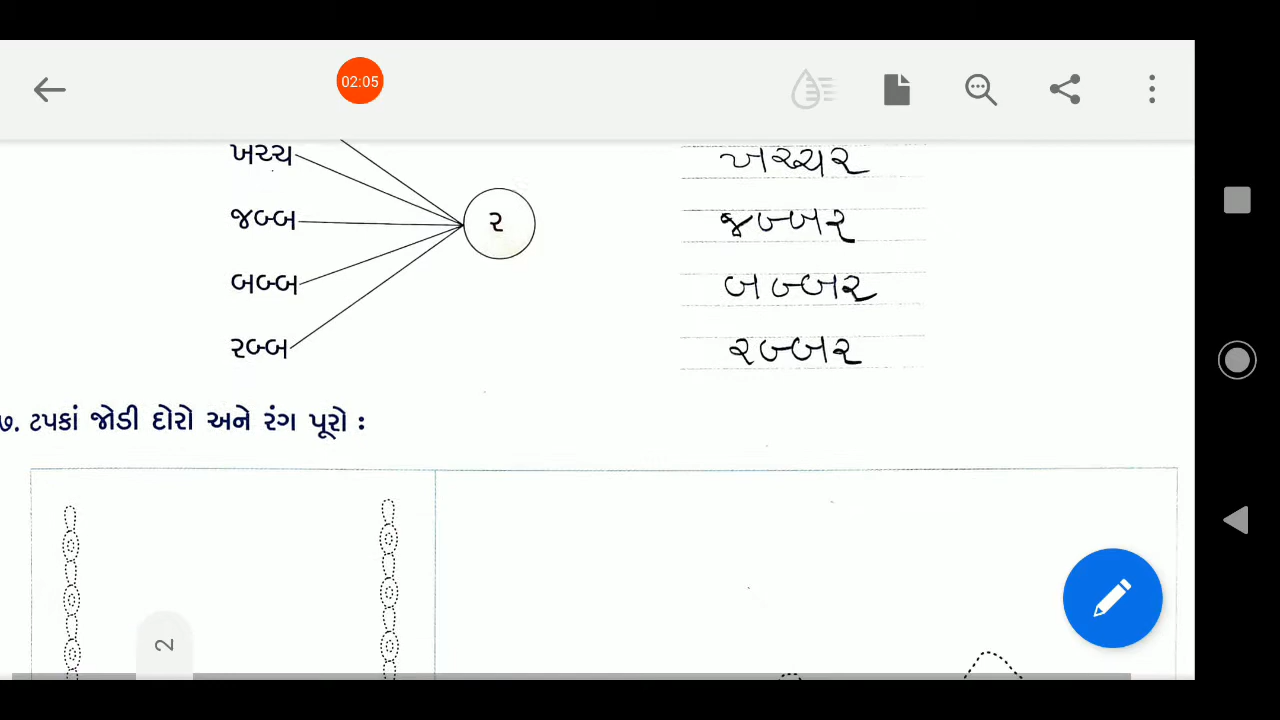 02:05
ખચ્ચ ખચ્ચર
જબ્બ ર જબ્બર
બબ્બ બબ્બર
રબ્બ રબ્બર
૭. ટપકાં જોડી દોરો અને રંગ પૂરો :
2